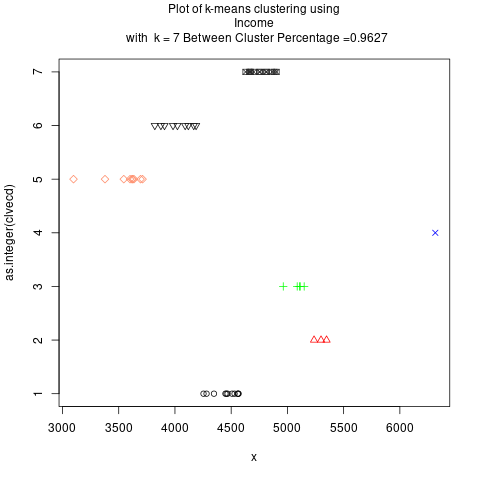 Plot of k-means clustering using
Income
with  k = 7 Between Cluster Percentage =0.9627
as.integer(clvecd)
7
6
5
4
3
2
1
3000 3500 4000 4500 5000 5500 6000
x